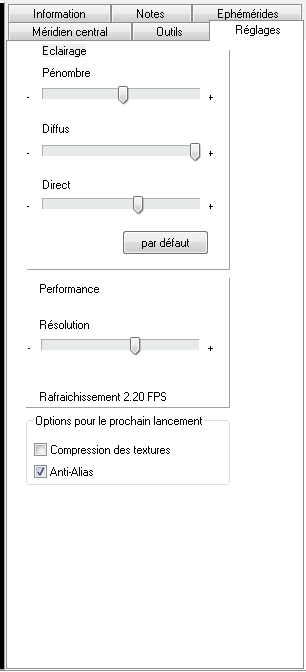 Information Notes Ephémérides
Méridien central Outils Réglages
Eclairage
Pénombre
- +
Diffus
- +
Direct
- +
par défaut
Performance
Résolution
- +
Rafraichissement 2.20 FPS
Options pour le prochain lancement
Compression des textures
Anti-Alias